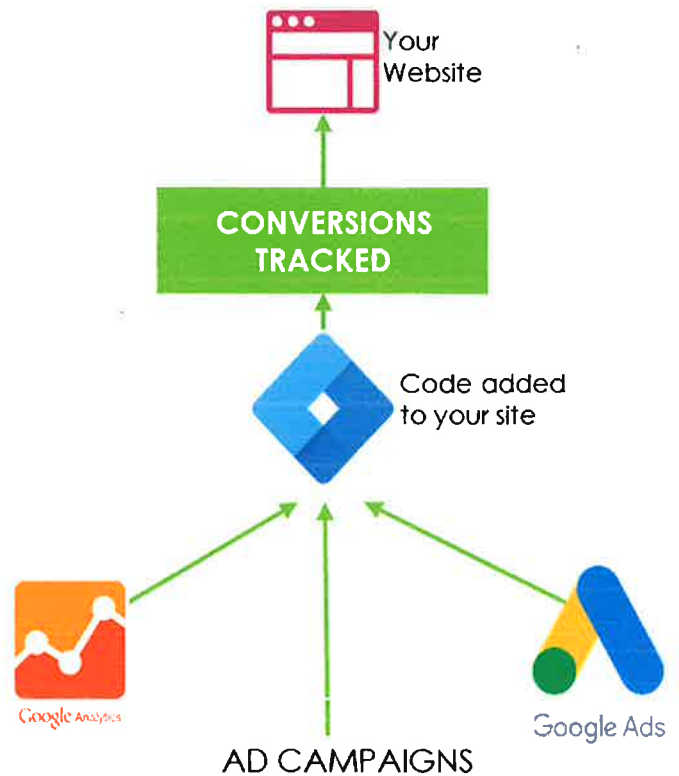 Your
Website
CONVERSIONS
TRACKED
Code added
to your site
Google Analytics
Google Ads
AD CAMPAIGNS